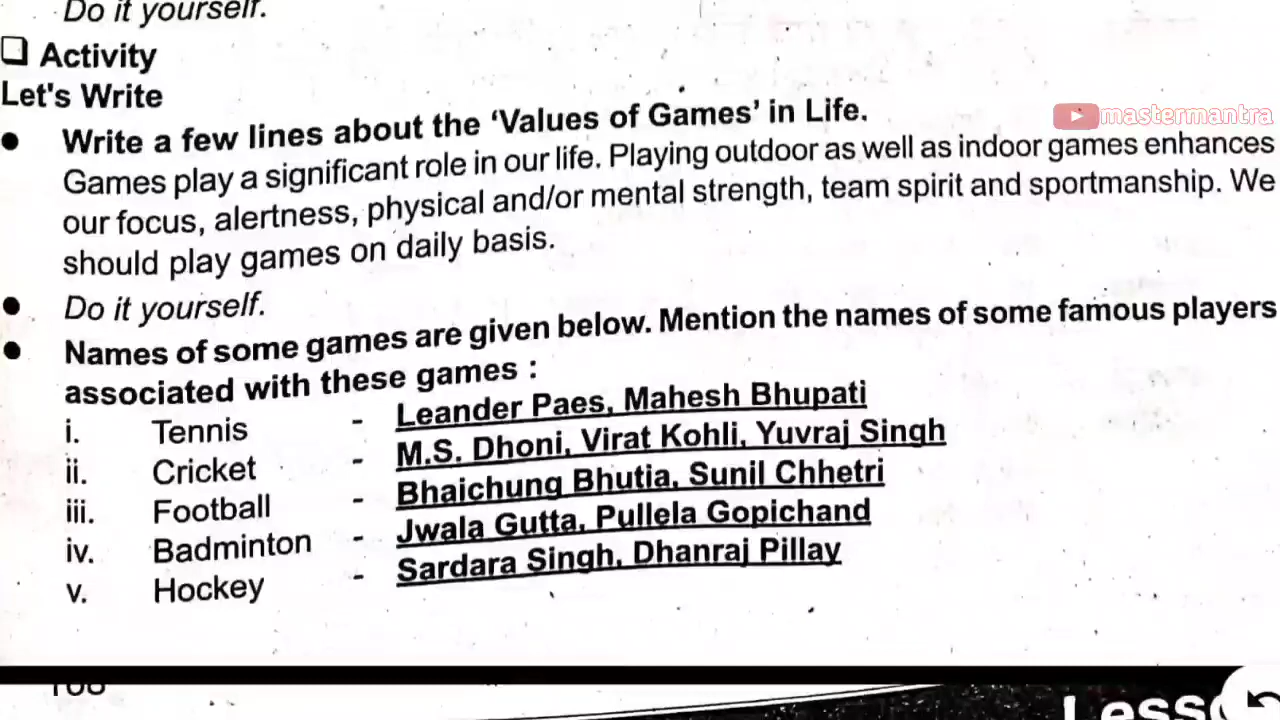 Do it yourself.
❑ Activity
Let's Write
mastermantra
● Write a few lines about the ‘Values of Games’ in Life.
Games play a significant role in our life. Playing outdoor as well as indoor games enhances
our focus, alertness, physical and/or mental strength, team spirit and sportmanship. We
should play games on daily basis.
● Do it yourself.
● Names of some games are given below. Mention the names of some famous players
associated with these games :
i. Tennis - Leander Paes, Mahesh Bhupati
ii. Cricket - M.S. Dhoni, Virat Kohli, Yuvraj Singh
iii. Football - Bhaichung Bhutia, Sunil Chhetri
iv. Badminton - Jwala Gutta, Pullela Gopichand
v. Hockey - Sardara Singh, Dhanraj Pillay